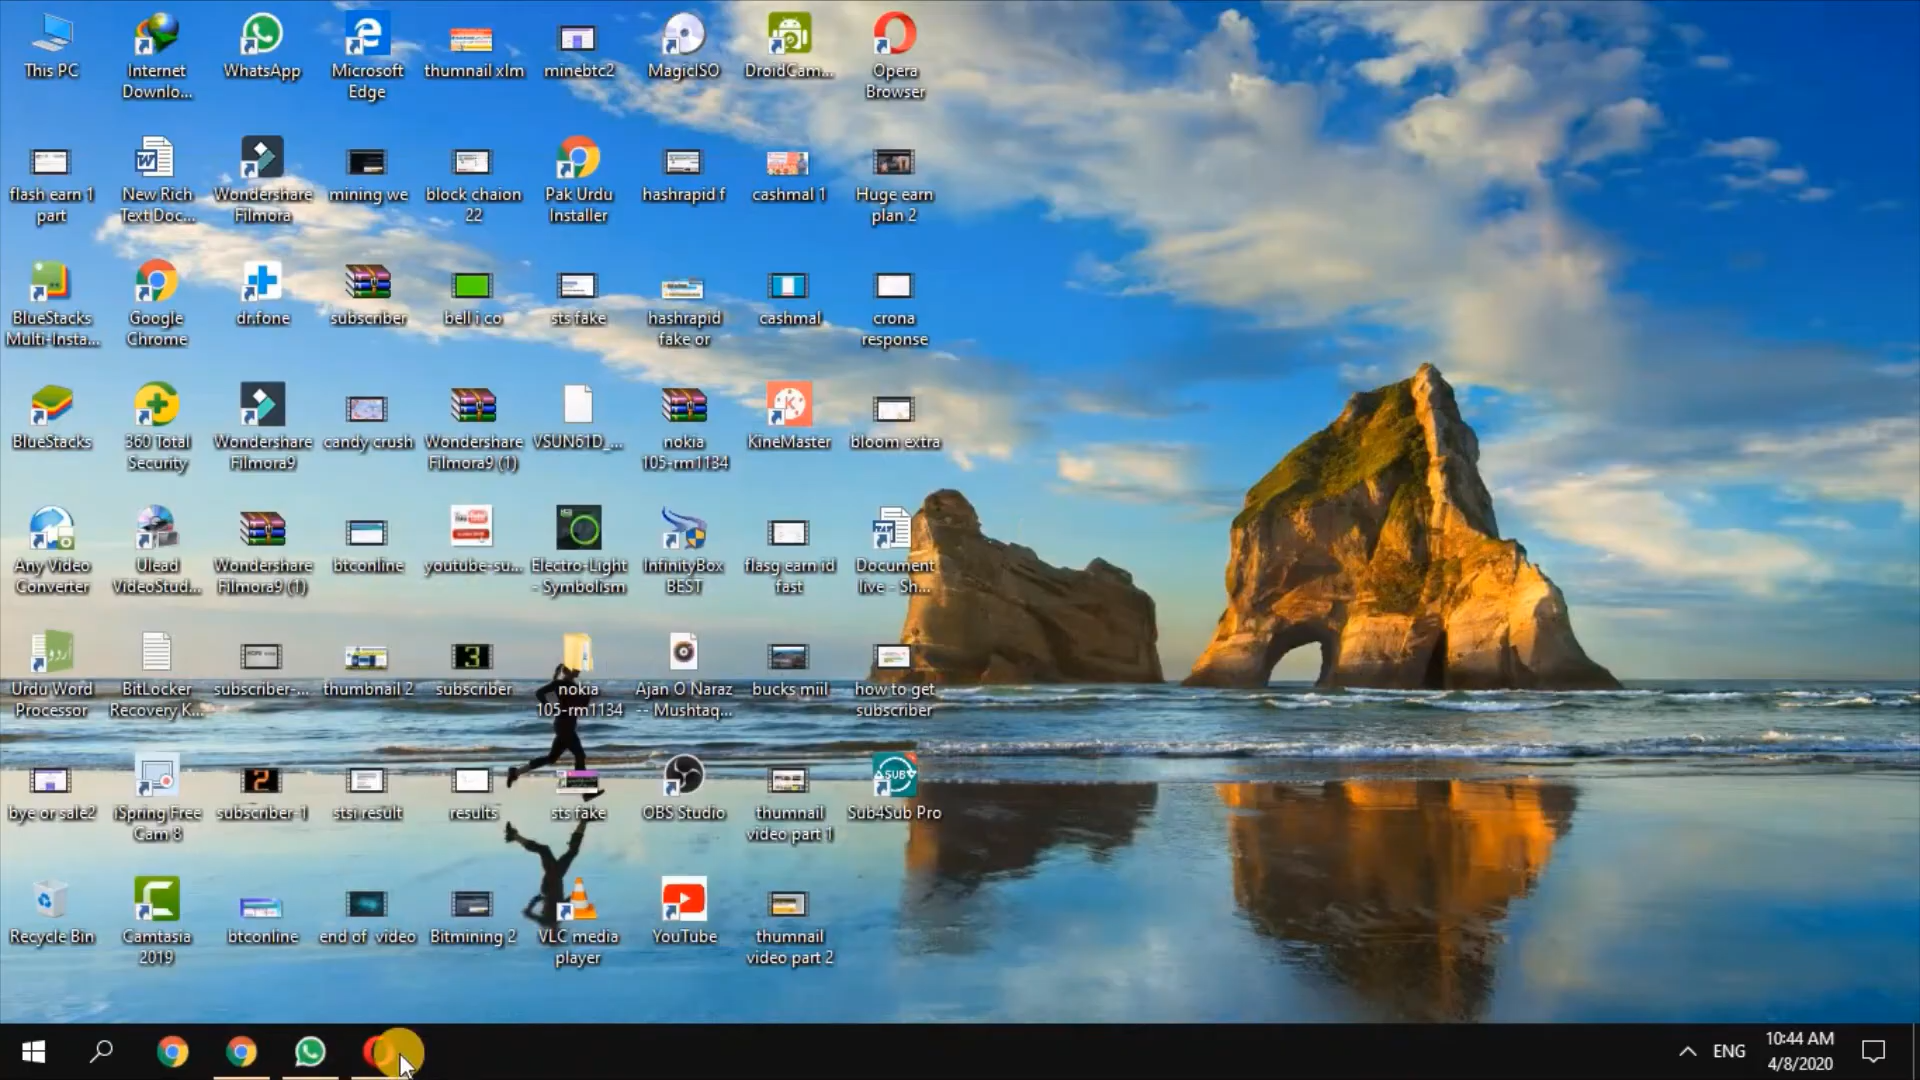 This PC
Internet
Downlo...
WhatsApp
Microsoft
Edge
thumnail xlm
minebtc2
MagicISO
DroidCam...
Opera
Browser
flash earn 1
part
New Rich
Text Doc...
Wondershare
Filmora
mining we
block chaion
22
Pak Urdu
Installer
hashrapid f
cashmal 1
Huge earn
plan 2
BlueStacks
Multi-Insta...
Google
Chrome
dr.fone
subscriber
bell i co
sts fake
hashrapid
fake or
cashmal
crona
response
BlueStacks
360 Total
Security
Wondershare
Filmora9
candy crush
Wondershare
Filmora9 (1)
VSUN61D_...
nokia
105-rm1134
KineMaster
bloom extra
Any Video
Converter
Ulead
VideoStud...
Wondershare
Filmora9 (1)
btconline
youtube-su...
Electro-Light
- Symbolism
InfinityBox
BEST
flasg earn id
fast
Document
live - Sh...
Urdu Word
Processor
BitLocker
Recovery K...
subscriber-...
thumbnail 2
3
subscriber
nokia
105-rm1134
Ajan O Naraz
-- Mushtaq...
bucks miil
how to get
subscriber
bye or sale2
iSpring Free
Cam 8
2
subscriber-1
stsi result
results
sts fake
OBS Studio
thumnail
video part 1
SUB
Sub4Sub Pro
Recycle Bin
Camtasia
2019
btconline
end of video
Bitmining 2
VLC media
player
YouTube
thumnail
video part 2
ENG
10:44 AM
4/8/2020